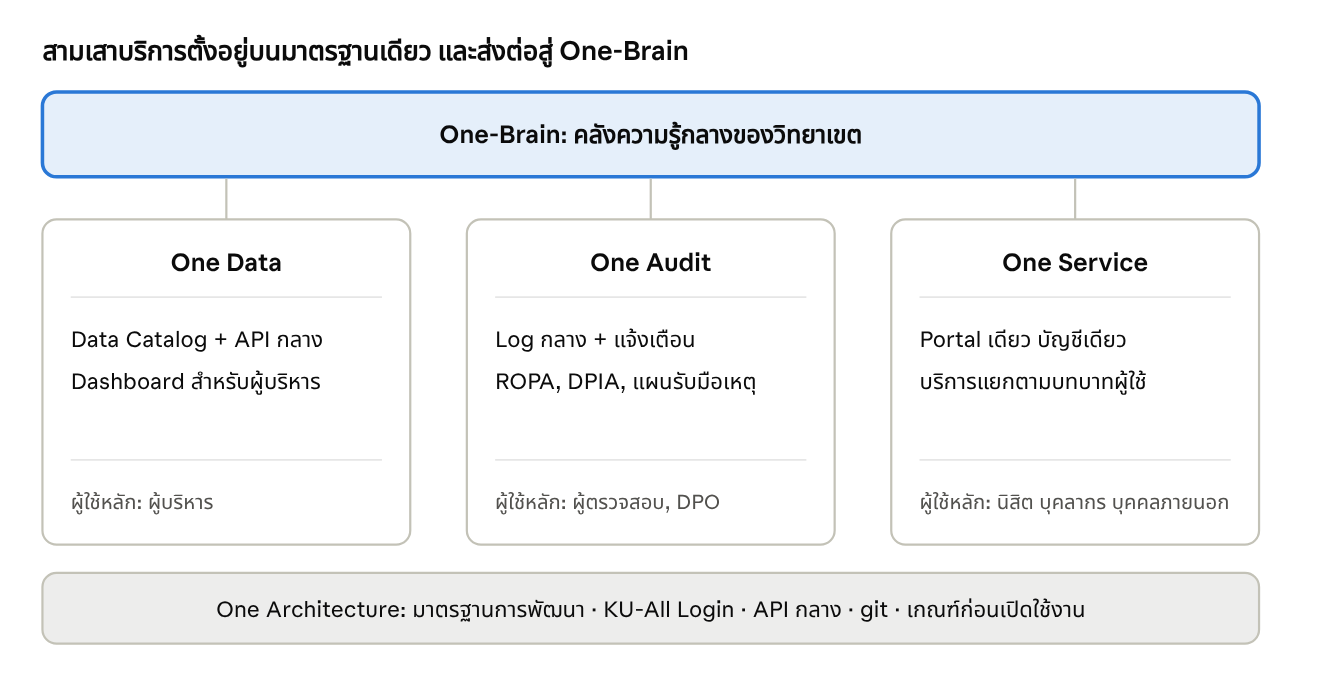 สามเสาบริการตั้งอยู่บนมาตรฐานเดียว และส่งต่อสู่ One-Brain
One-Brain: คลังความรู้กลางของวิทยาเขต
One Data
Data Catalog + API กลาง
Dashboard สำหรับผู้บริหาร
ผู้ใช้หลัก: ผู้บริหาร
One Audit
Log กลาง + แจ้งเตือน
ROPA, DPIA, แผนรับมือเหตุ
ผู้ใช้หลัก: ผู้ตรวจสอบ, DPO
One Service
Portal เดียว บัญชีเดียว
บริการแยกตามบทบาทผู้ใช้
ผู้ใช้หลัก: นิสิต บุคลากร บุคคลภายนอก
One Architecture: มาตรฐานการพัฒนา · KU-All Login · API กลาง · git · เกณฑ์ก่อนเปิดใช้งาน